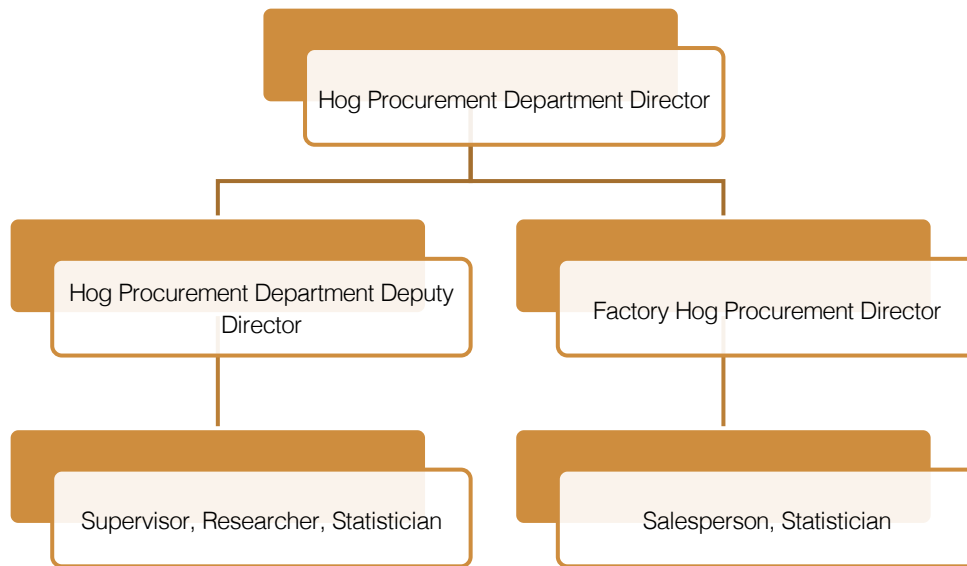 Hog Procurement Department Director
Hog Procurement Department Deputy
Director
Factory Hog Procurement Director
Supervisor, Researcher, Statistician
Salesperson, Statistician